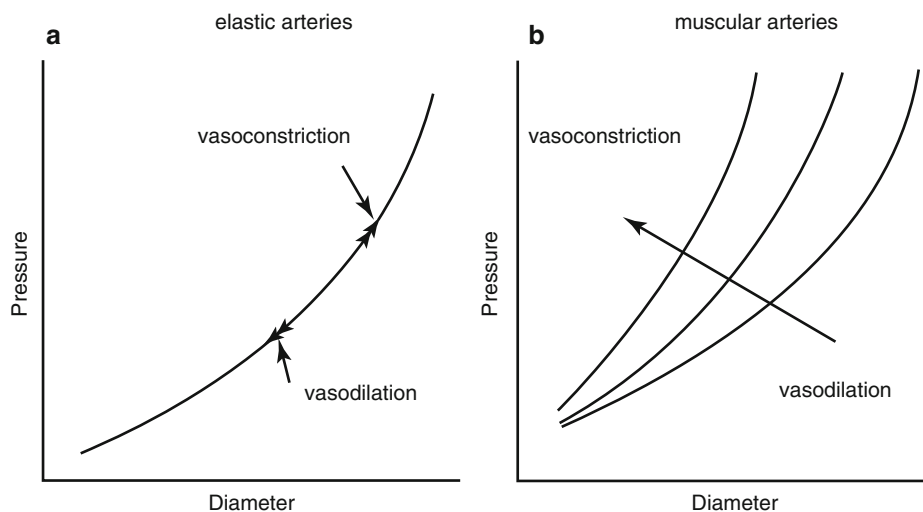 elastic arteries
a
vasoconstriction
Pressure
vasodilation
Diameter
muscular arteries
b
vasoconstriction
Pressure
vasodilation
Diameter